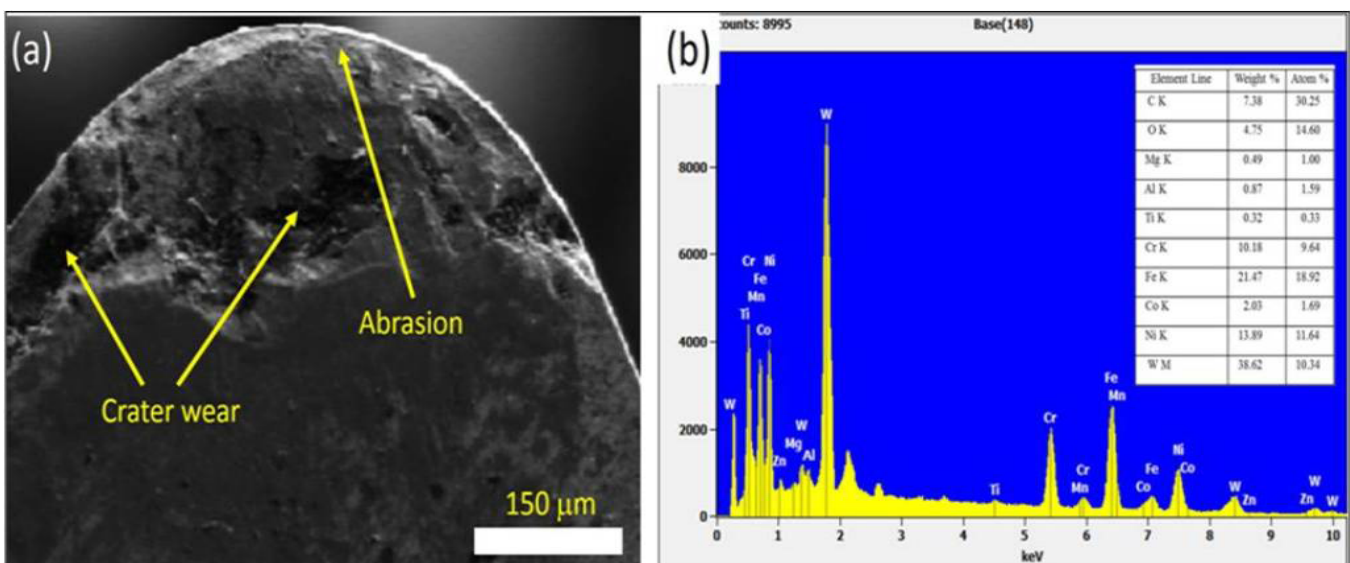 (a)
Abrasion
Crater wear
150 μm
(b)
counts: 8995
Base(148)
8000
6000
4000
2000
0
W
Cr
Ni
Fe
Mn
Ti
Co
W
Zn
Mg
W
Al
Ti
Cr
Cr
Mn
Fe
Mn
Fe
Co
Ni
Co
W
Zn
W
Zn
W
0 1 2 3 4 5 6 7 8 9 10
keV
Element Line Weight % Atom %
C K 7.38 30.25
O K 4.75 14.60
Mg K 0.49 1.00
Al K 0.87 1.59
Ti K 0.32 0.33
Cr K 10.18 9.64
Fe K 21.47 18.92
Co K 2.03 1.69
Ni K 13.89 11.64
W M 38.62 10.34